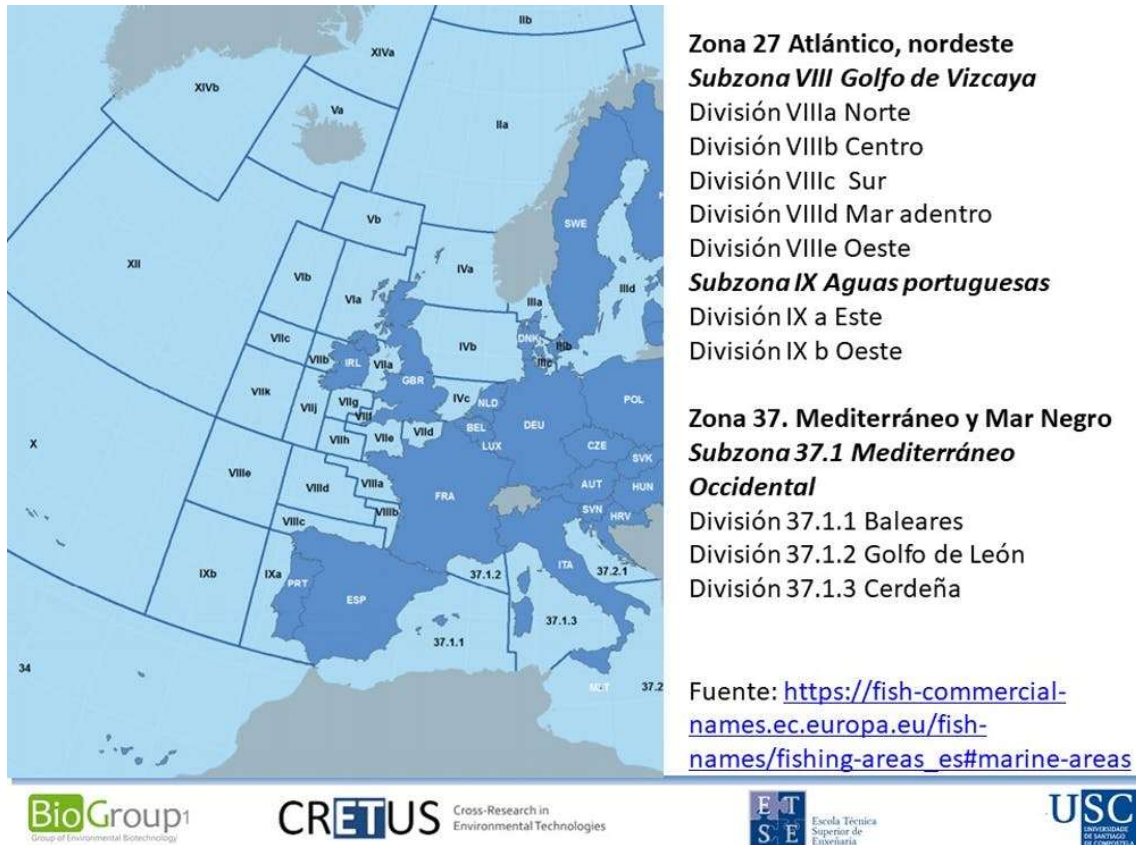 IIb
XIVa
XIVb
Va
IIa
Vb
SWE
XII
VIb
VIa
IVa
IIIa
IIId
VIIc
VIIb
IRL
VIIa
GBR
IVb
DNK
IIIb
IIIc
VIIk
VIIj
VIIg
VIIf
IVc
NLD
POL
X
VIIh
VIIe
VIId
BEL
LUX
DEU
CZE
SVK
VIIIe
VIIId
VIIIa
FRA
AUT
HUN
VIIIc
VIIIb
SVN
HRV
IXb
IXa
PRT
ESP
37.1.2
ITA
37.2.1
37.1.1
37.1.3
34
MLT
37.2
Zona 27 Atlántico, nordeste
Subzona VIII Golfo de Vizcaya
División VIIIa Norte
División VIIIb Centro
División VIIIc Sur
División VIIId Mar adentro
División VIIIe Oeste
Subzona IX Aguas portuguesas
División IX a Este
División IX b Oeste
Zona 37. Mediterráneo y Mar Negro
Subzona 37.1 Mediterráneo
Occidental
División 37.1.1 Baleares
División 37.1.2 Golfo de León
División 37.1.3 Cerdeña
Fuente: https://fish-commercial-
names.ec.europa.eu/fish-
names/fishing-areas_es#marine-areas
BioGroup
Group of Environmental Biotechnology
CRETUS
Cross-Research in
Environmental Technologies
E T
S E
Escola Técnica
Superior de
Enxeñaría
USC
UNIVERSIDADE
DE SANTIAGO
DE COMPOSTELA